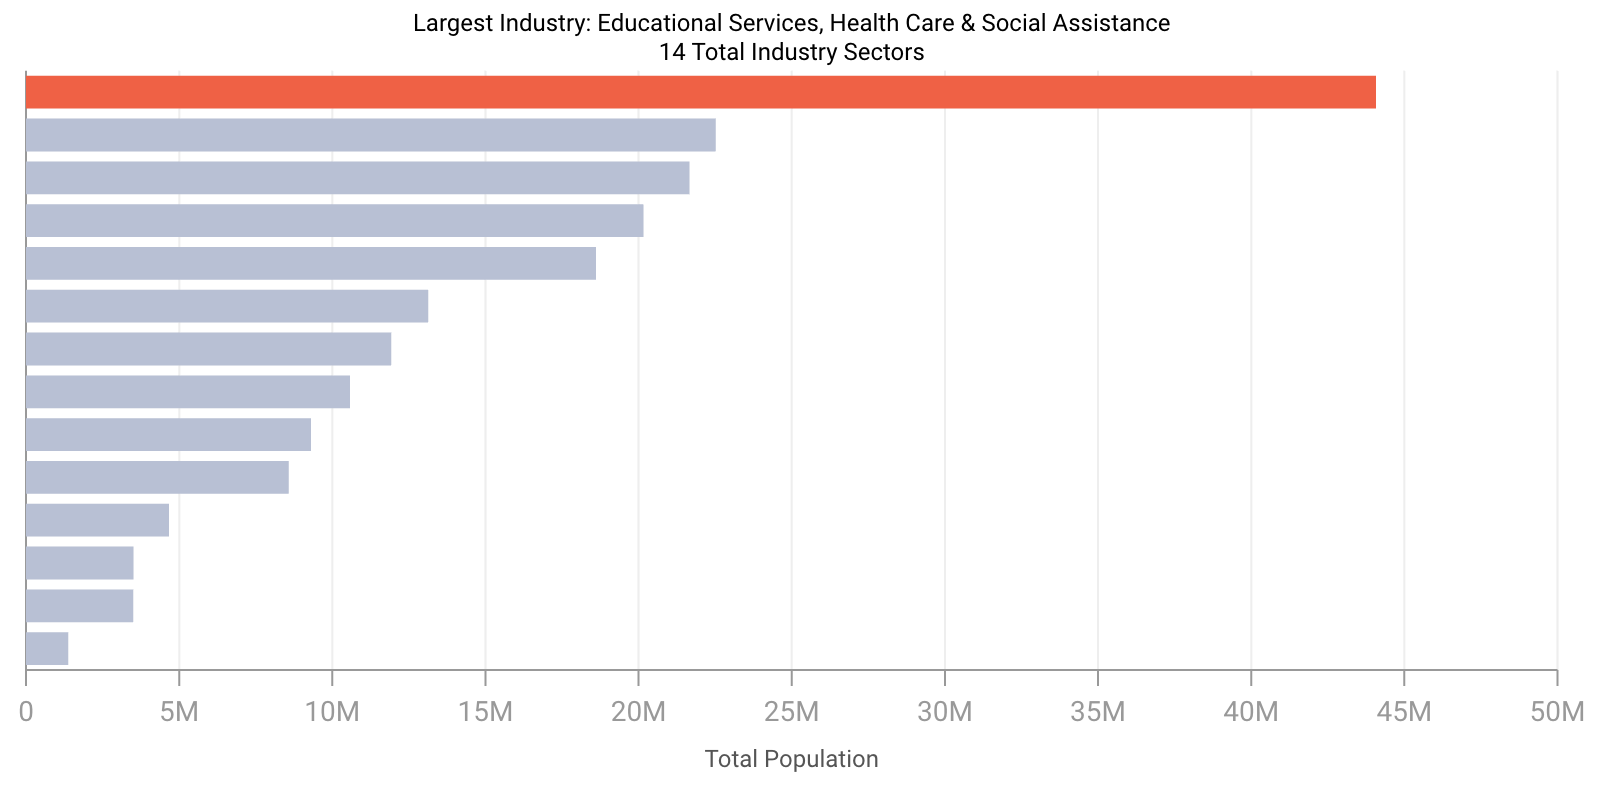 Largest Industry: Educational Services, Health Care & Social Assistance
14 Total Industry Sectors
0 5M 10M 15M 20M 25M 30M 35M 40M 45M 50M
Total Population